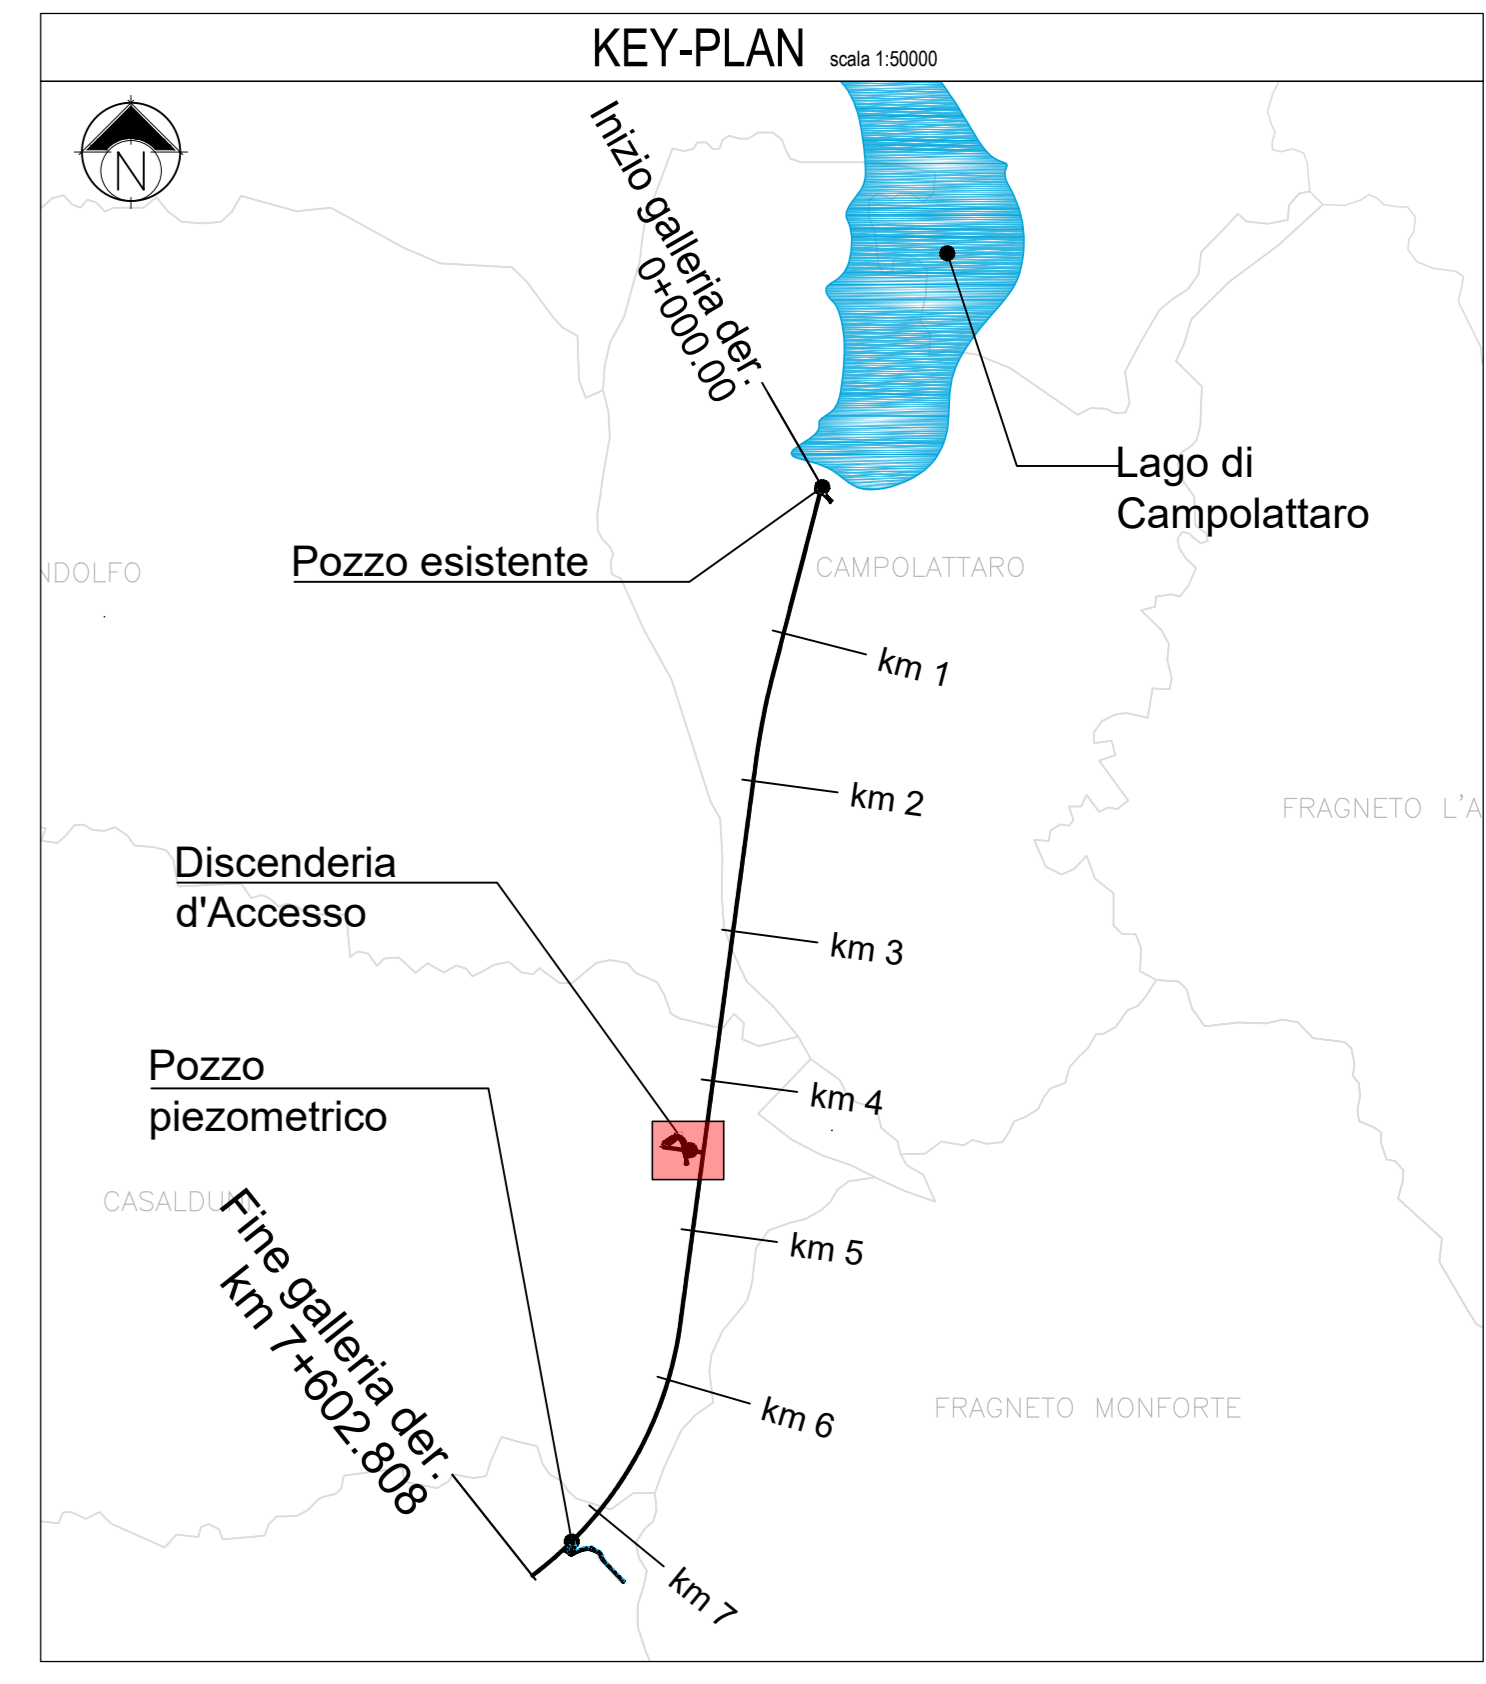 KEY-PLAN scala 1:50000
N
Inizio galleria der.
0+000.00
Lago di
Campolattaro
Pozzo esistente
NDOLFO
CAMPOLATTARO
km 1
km 2
FRAGNETO L'A
Discenderia
d'Accesso
km 3
Pozzo
piezometrico
km 4
CASALDUNI
km 5
Fine galleria der.
km 7+602.808
km 6
FRAGNETO MONFORTE
km 7